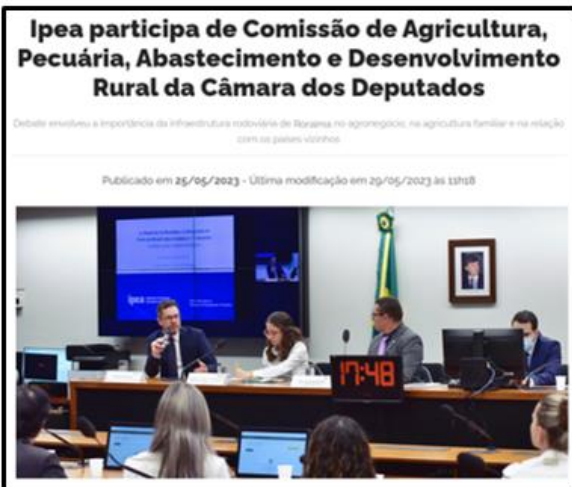 Ipea participa de Comissão de Agricultura,
Pecuária, Abastecimento e Desenvolvimento
Rural da Câmara dos Deputados
Debate envolveu a importância da infraestrutura rodoviária de Roraima no agronegócio, na agricultura familiar e na relação
com os países vizinhos
Publicado em 25/05/2023 - Última modificação em 29/05/2023 às 11h18
ipea
17:48